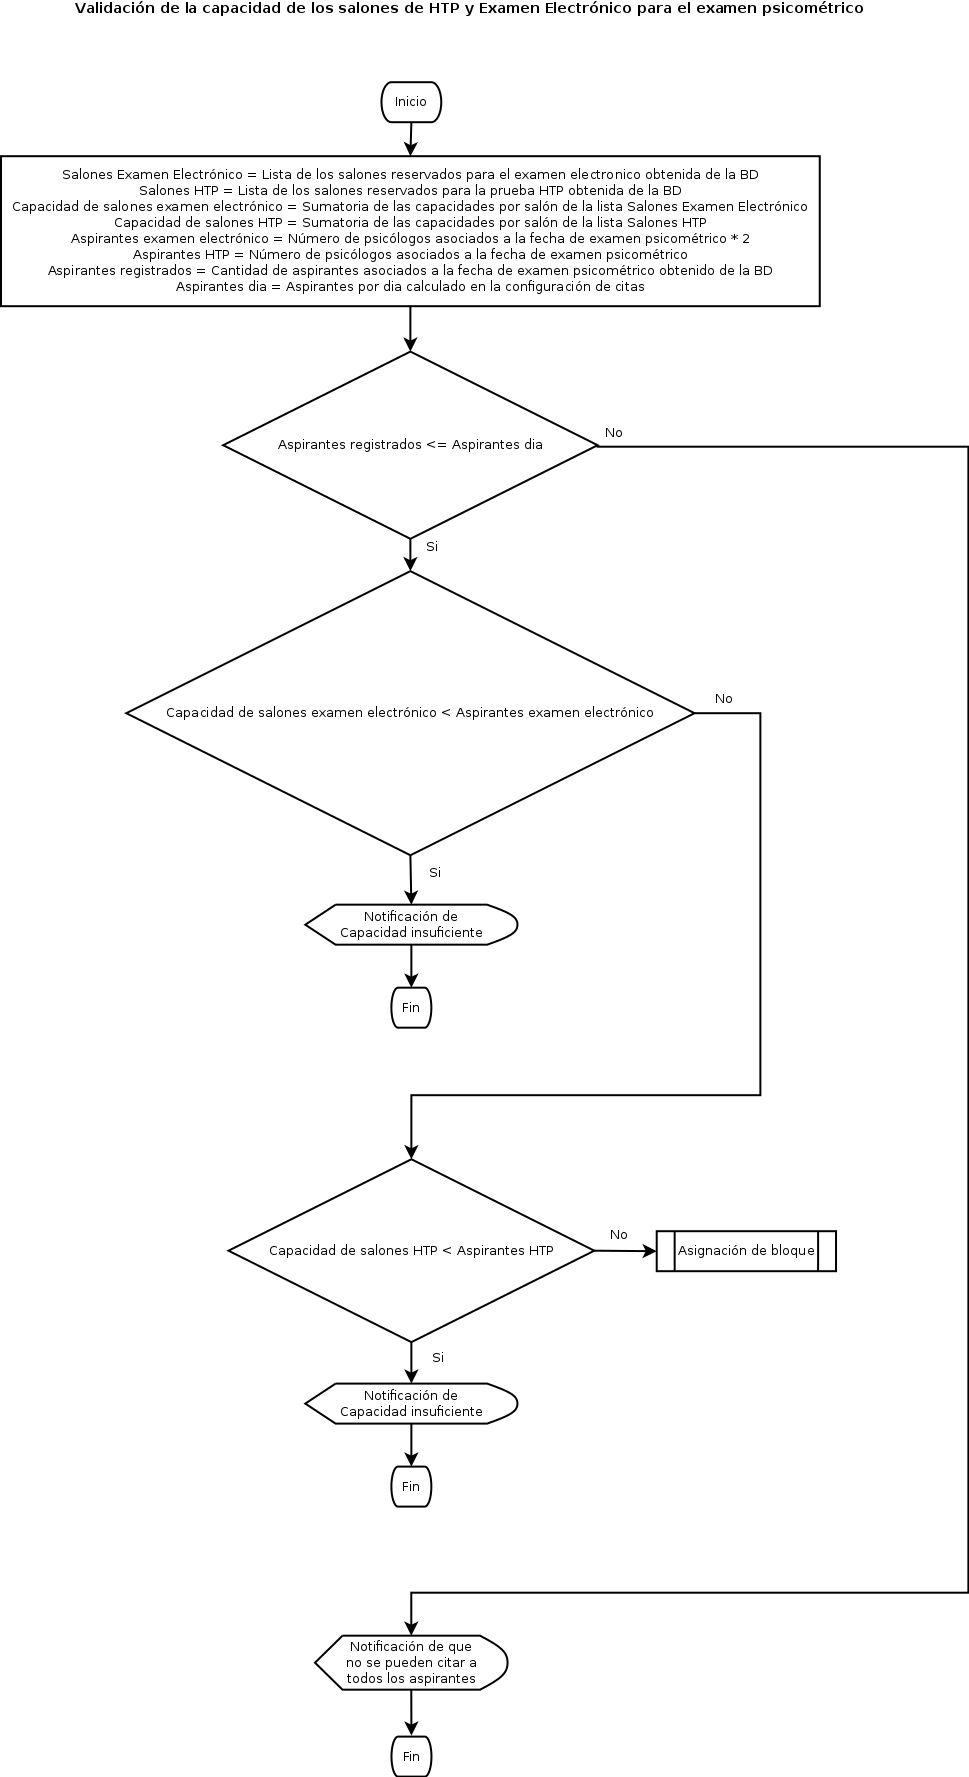 Validación de la capacidad de los salones de HTP y Examen Electrónico para el examen psicométrico
Inicio
Salones Examen Electrónico = Lista de los salones reservados para el examen electronico obtenida de la BD
Salones HTP = Lista de los salones reservados para la prueba HTP obtenida de la BD
Capacidad de salones examen electrónico = Sumatoria de las capacidades por salón de la lista Salones Examen Electrónico
Capacidad de salones HTP = Sumatoria de las capacidades por salón de la lista Salones HTP
Aspirantes examen electrónico = Número de psicólogos asociados a la fecha de examen psicométrico * 2
Aspirantes HTP = Número de psicólogos asociados a la fecha de examen psicométrico
Aspirantes registrados = Cantidad de aspirantes asociados a la fecha de examen psicométrico obtenido de la BD
Aspirantes dia = Aspirantes por dia calculado en la configuración de citas
No
Aspirantes registrados <= Aspirantes dia
Si
No
Capacidad de salones examen electrónico < Aspirantes examen electrónico
Si
Notificación de
Capacidad insuficiente
Fin
No
Capacidad de salones HTP < Aspirantes HTP
Asignación de bloque
Si
Notificación de
Capacidad insuficiente
Fin
Notificación de que
no se pueden citar a
todos los aspirantes
Fin